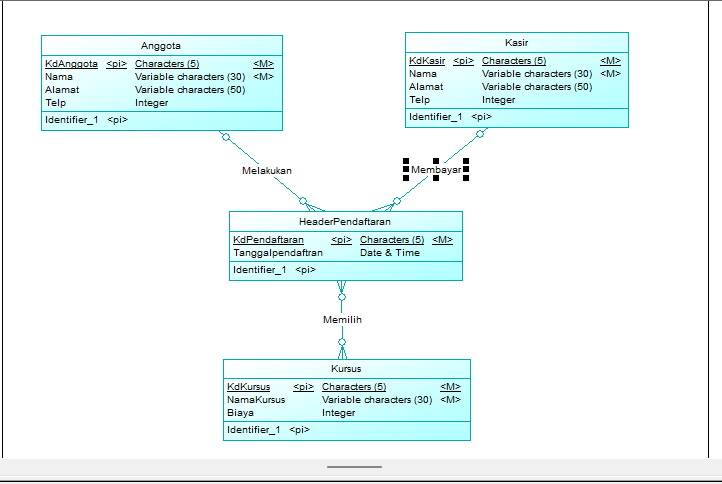 Anggota
KdAnggota <pi> Characters (5) <M>
Nama Variable characters (30) <M>
Alamat Variable characters (50)
Telp Integer
Identifier_1 <pi>
Kasir
KdKasir <pi> Characters (5) <M>
Nama Variable characters (30) <M>
Alamat Variable characters (50)
Telp Integer
Identifier_1 <pi>
Melakukan
Membayar
HeaderPendaftaran
KdPendaftaran <pi> Characters (5) <M>
Tanggalpendaftran Date & Time
Identifier_1 <pi>
Memilih
Kursus
KdKursus <pi> Characters (5) <M>
NamaKursus Variable characters (30) <M>
Biaya Integer
Identifier_1 <pi>